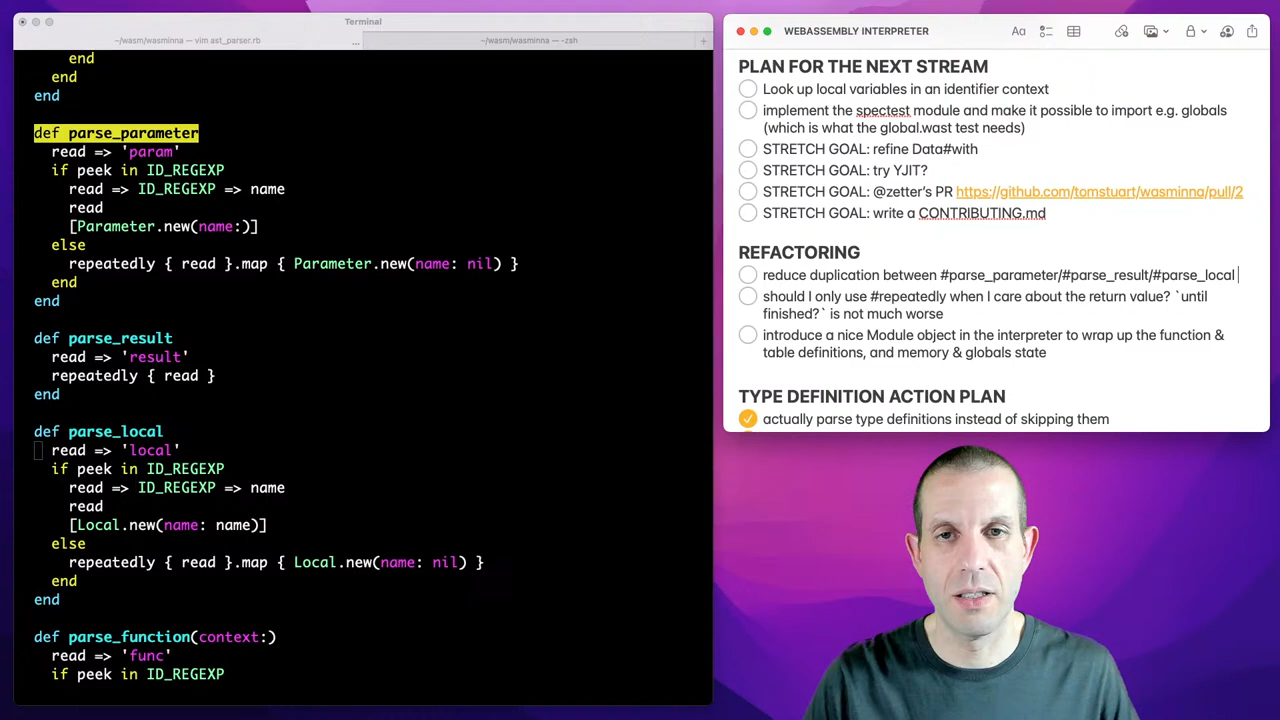 Terminal
~/wasm/wasminna — vim ast_parser.rb
...
~/wasm/wasminna — -zsh
+
end
end
end
def parse_parameter
read => 'param'
if peek in ID_REGEXP
read => ID_REGEXP => name
read
[Parameter.new(name:)]
else
repeatedly { read }.map { Parameter.new(name: nil) }
end
end
def parse_result
read => 'result'
repeatedly { read }
end
def parse_local
read => 'local'
if peek in ID_REGEXP
read => ID_REGEXP => name
read
[Local.new(name: name)]
else
repeatedly { read }.map { Local.new(name: nil) }
end
end
def parse_function(context:)
read => 'func'
if peek in ID_REGEXP
WEBASSEMBLY INTERPRETER
Aa
PLAN FOR THE NEXT STREAM
Look up local variables in an identifier context
implement the spectest module and make it possible to import e.g. globals
(which is what the global.wast test needs)
STRETCH GOAL: refine Data#with
STRETCH GOAL: try YJIT?
STRETCH GOAL: @zetter's PR https://github.com/tomstuart/wasminna/pull/2
STRETCH GOAL: write a CONTRIBUTING.md
REFACTORING
reduce duplication between #parse_parameter/#parse_result/#parse_local
should I only use #repeatedly when I care about the return value? `until
finished?` is not much worse
introduce a nice Module object in the interpreter to wrap up the function &
table definitions, and memory & globals state
TYPE DEFINITION ACTION PLAN
actually parse type definitions instead of skipping them